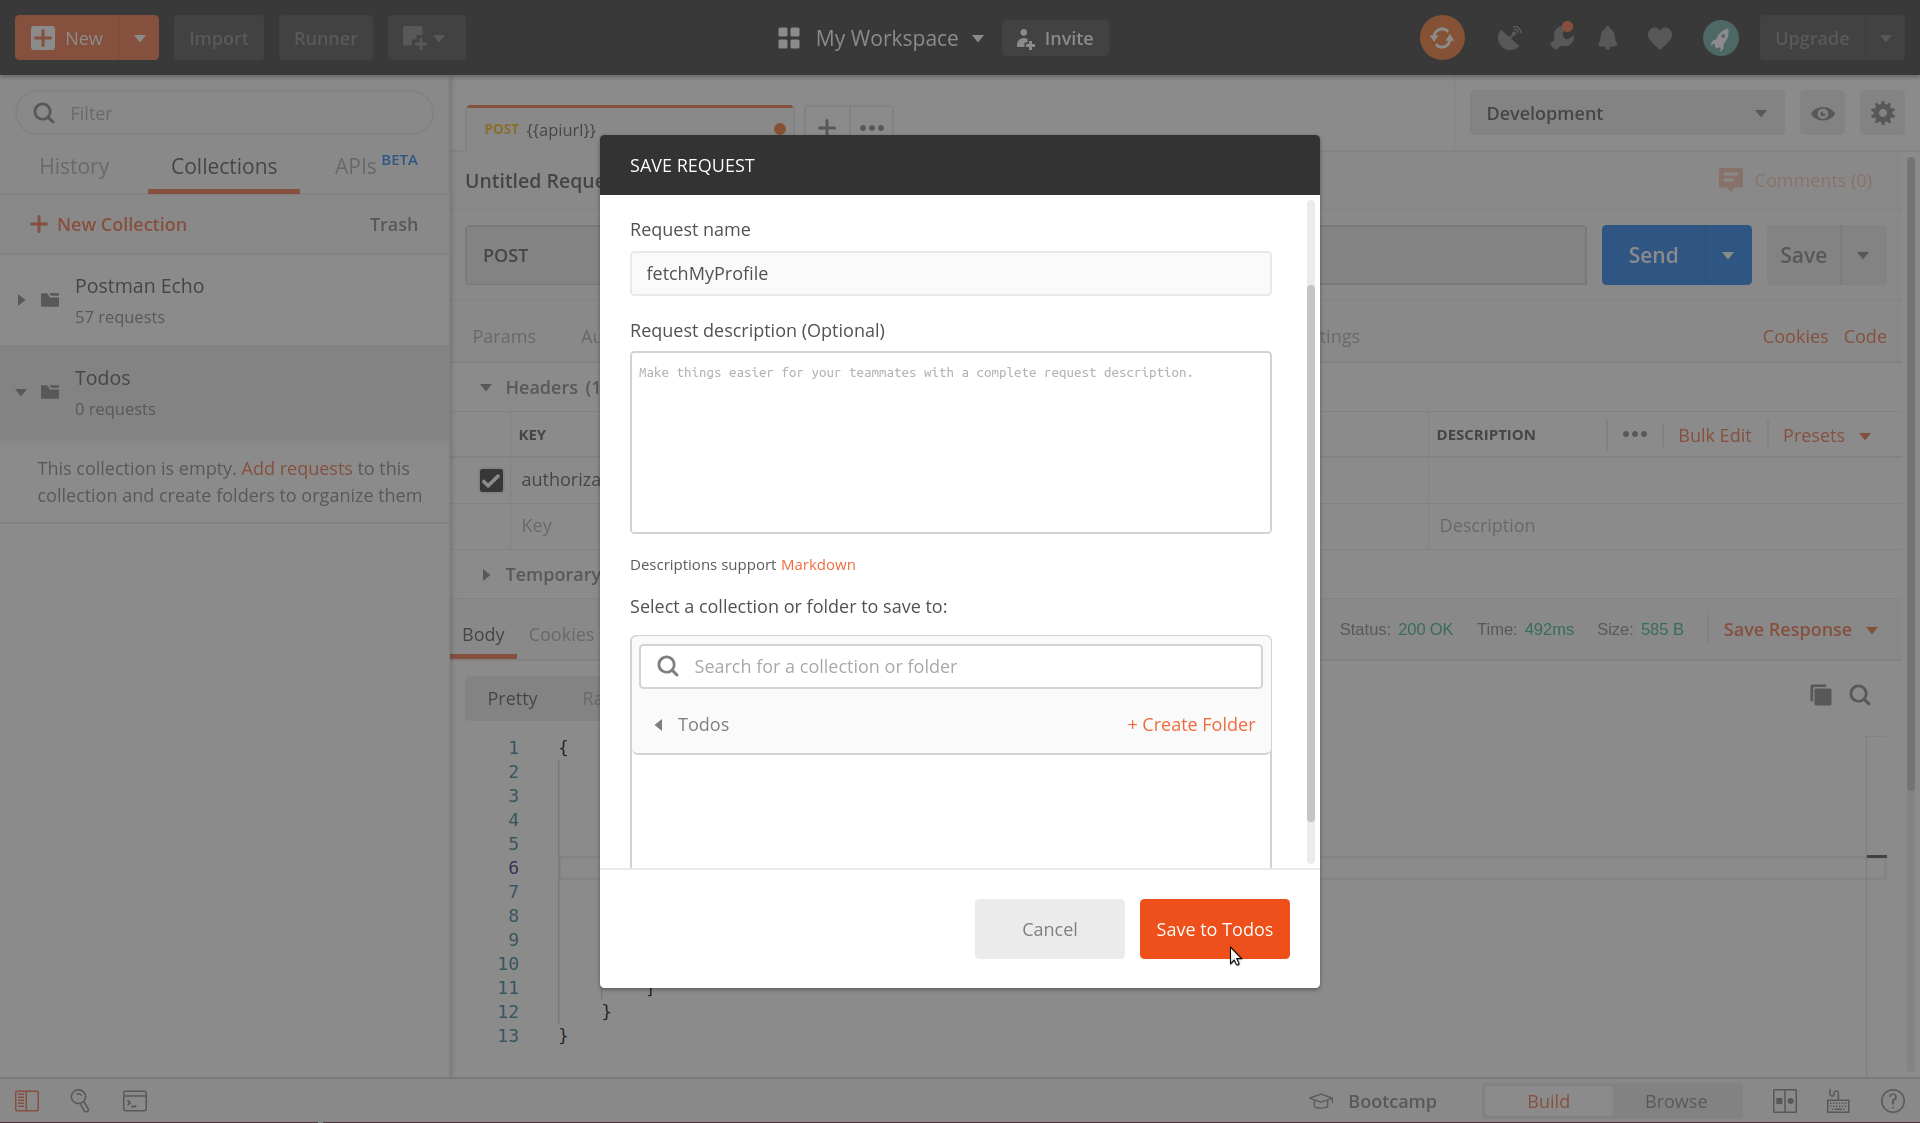 New
Import
Runner
My Workspace
Invite
Upgrade
Filter
History
Collections
APIs BETA
+ New Collection
Trash
Postman Echo
57 requests
Todos
0 requests
This collection is empty. Add requests to this
collection and create folders to organize them
POST {{apiurl}}
Development
Untitled Reque
Comments (0)
POST
Send
Save
Params
Au
tings
Cookies
Code
Headers (1
KEY
DESCRIPTION
Bulk Edit
Presets
authoriza
Key
Description
Temporary
Body
Cookies
Status: 200 OK
Time: 492ms
Size: 585 B
Save Response
Pretty
Ra
1 {
2
3
4
5
6
7
8
9
10
11 ]
12 }
13 }
SAVE REQUEST
Request name
fetchMyProfile
Request description (Optional)
Make things easier for your teammates with a complete request description.
Descriptions support Markdown
Select a collection or folder to save to:
Search for a collection or folder
Todos
+ Create Folder
Cancel
Save to Todos
Bootcamp
Build
Browse